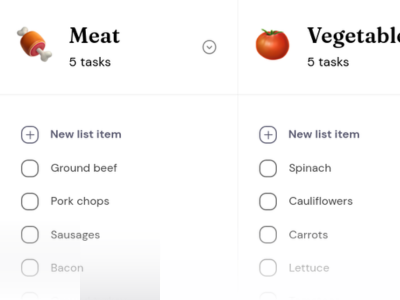 Meat
5 tasks
New list item
Ground beef
Pork chops
Sausages
Bacon
Vegetabl
5 tasks
New list item
Spinach
Cauliflowers
Carrots
Lettuce